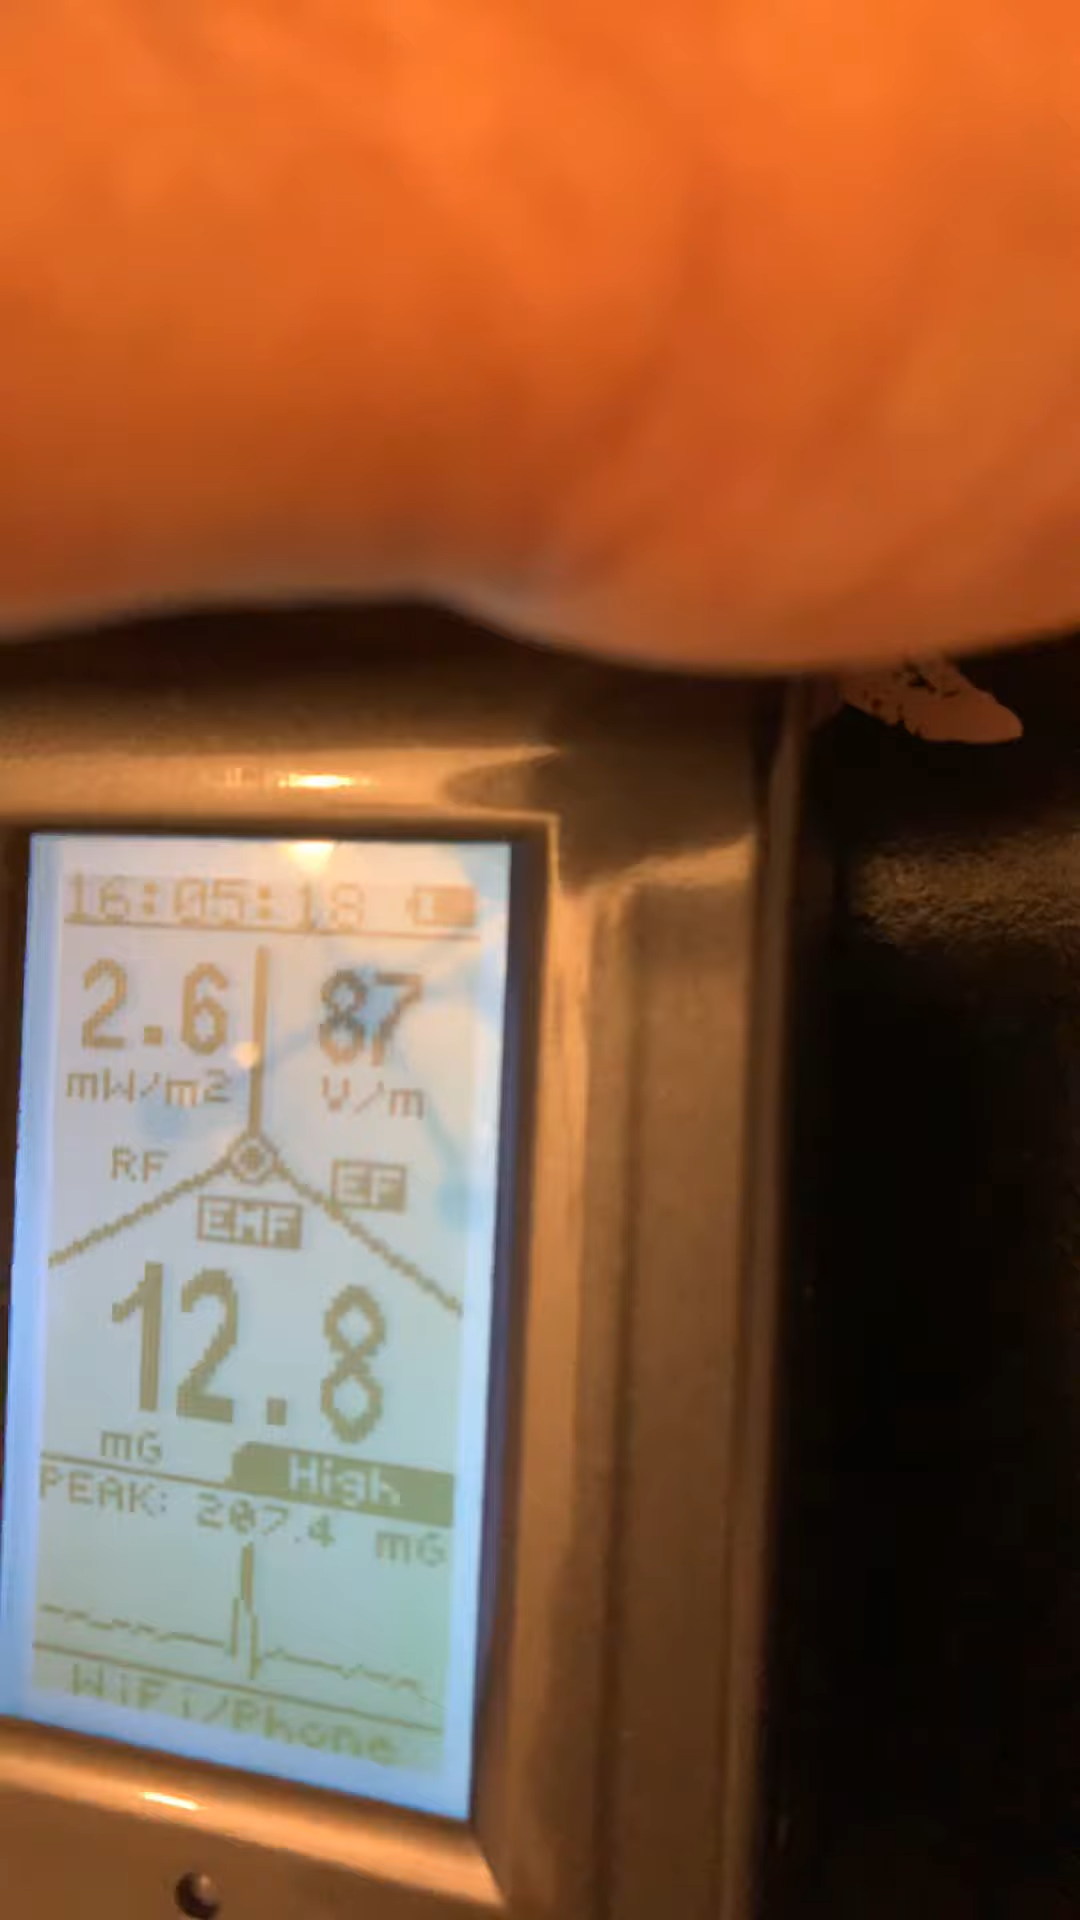 16:05:18
2.6 87
mW/m2 V/m
RF EF
EMF
12.8
mG High
PEAK: 207.4 mG
WiFi/Phone